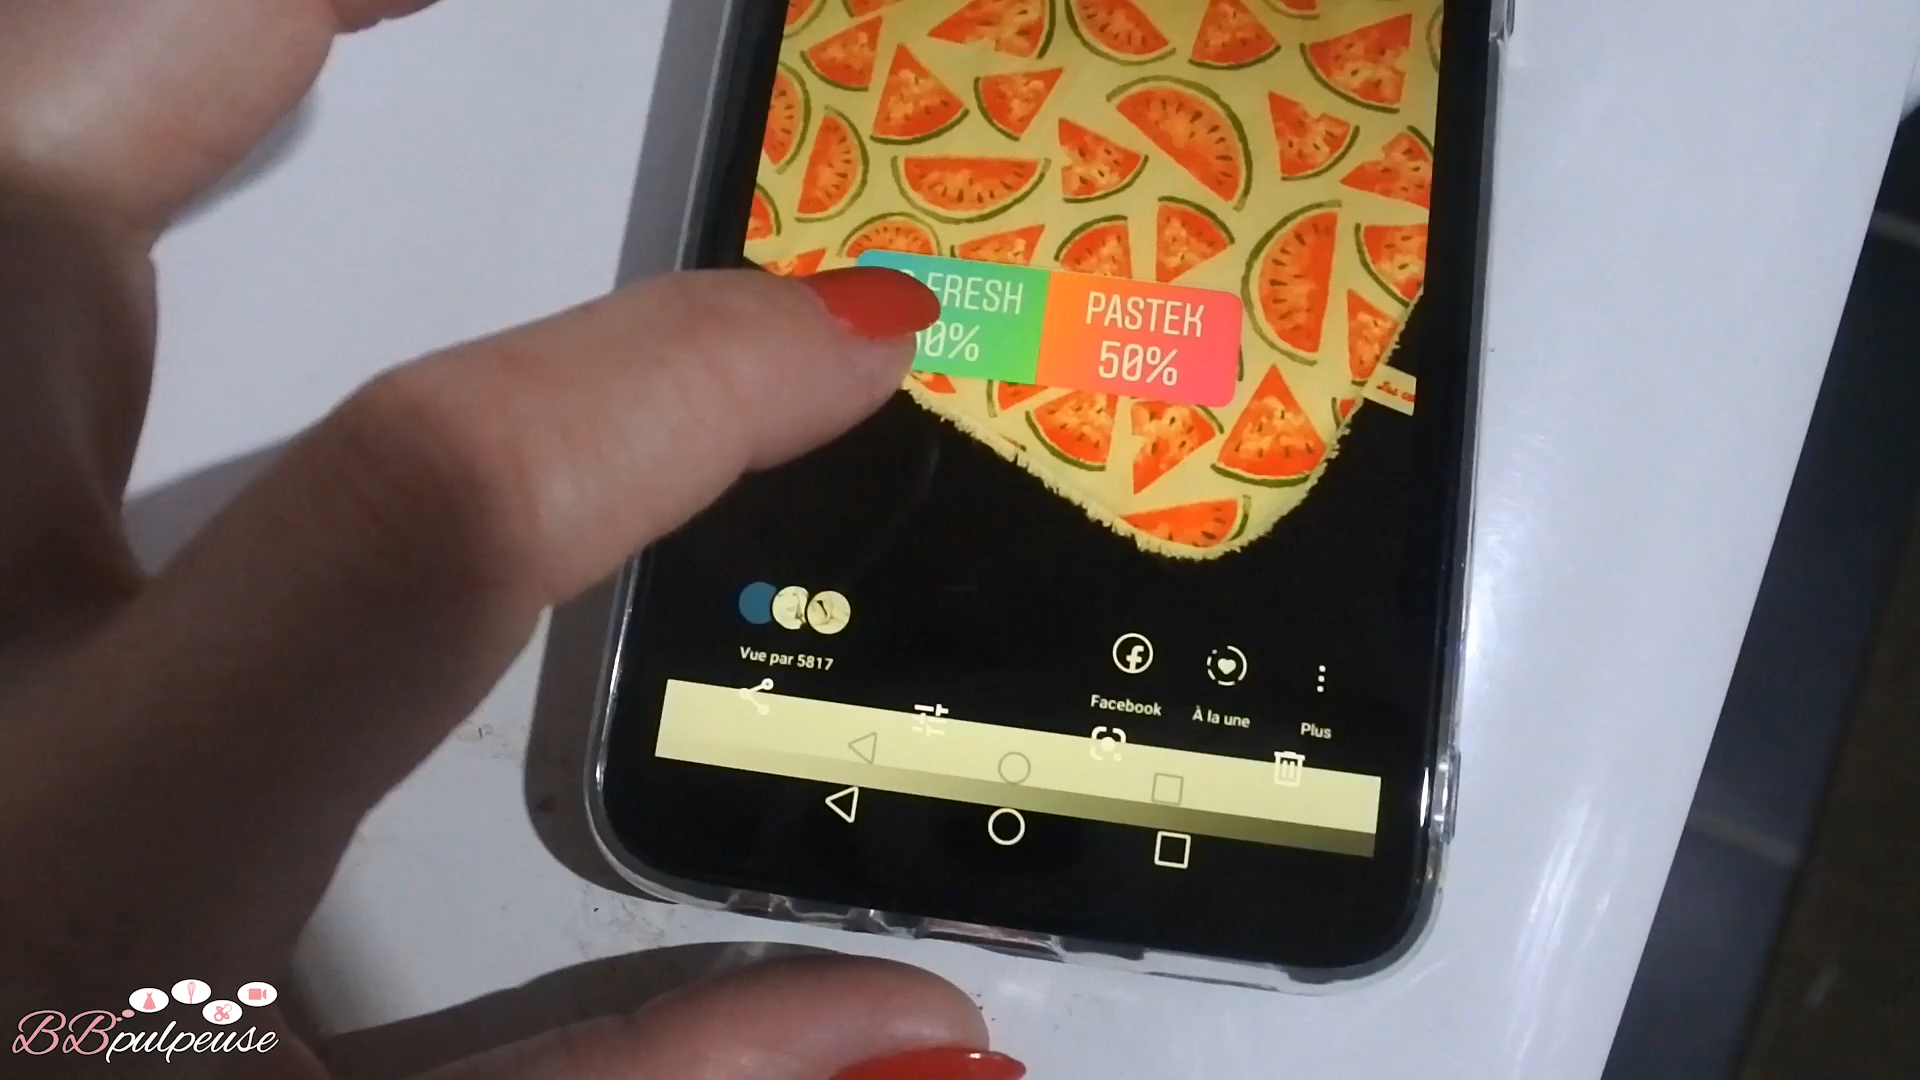 FRESH
PASTEK
50%
Vue par 5817
Facebook
À la une
Plus
BBpulpeuse